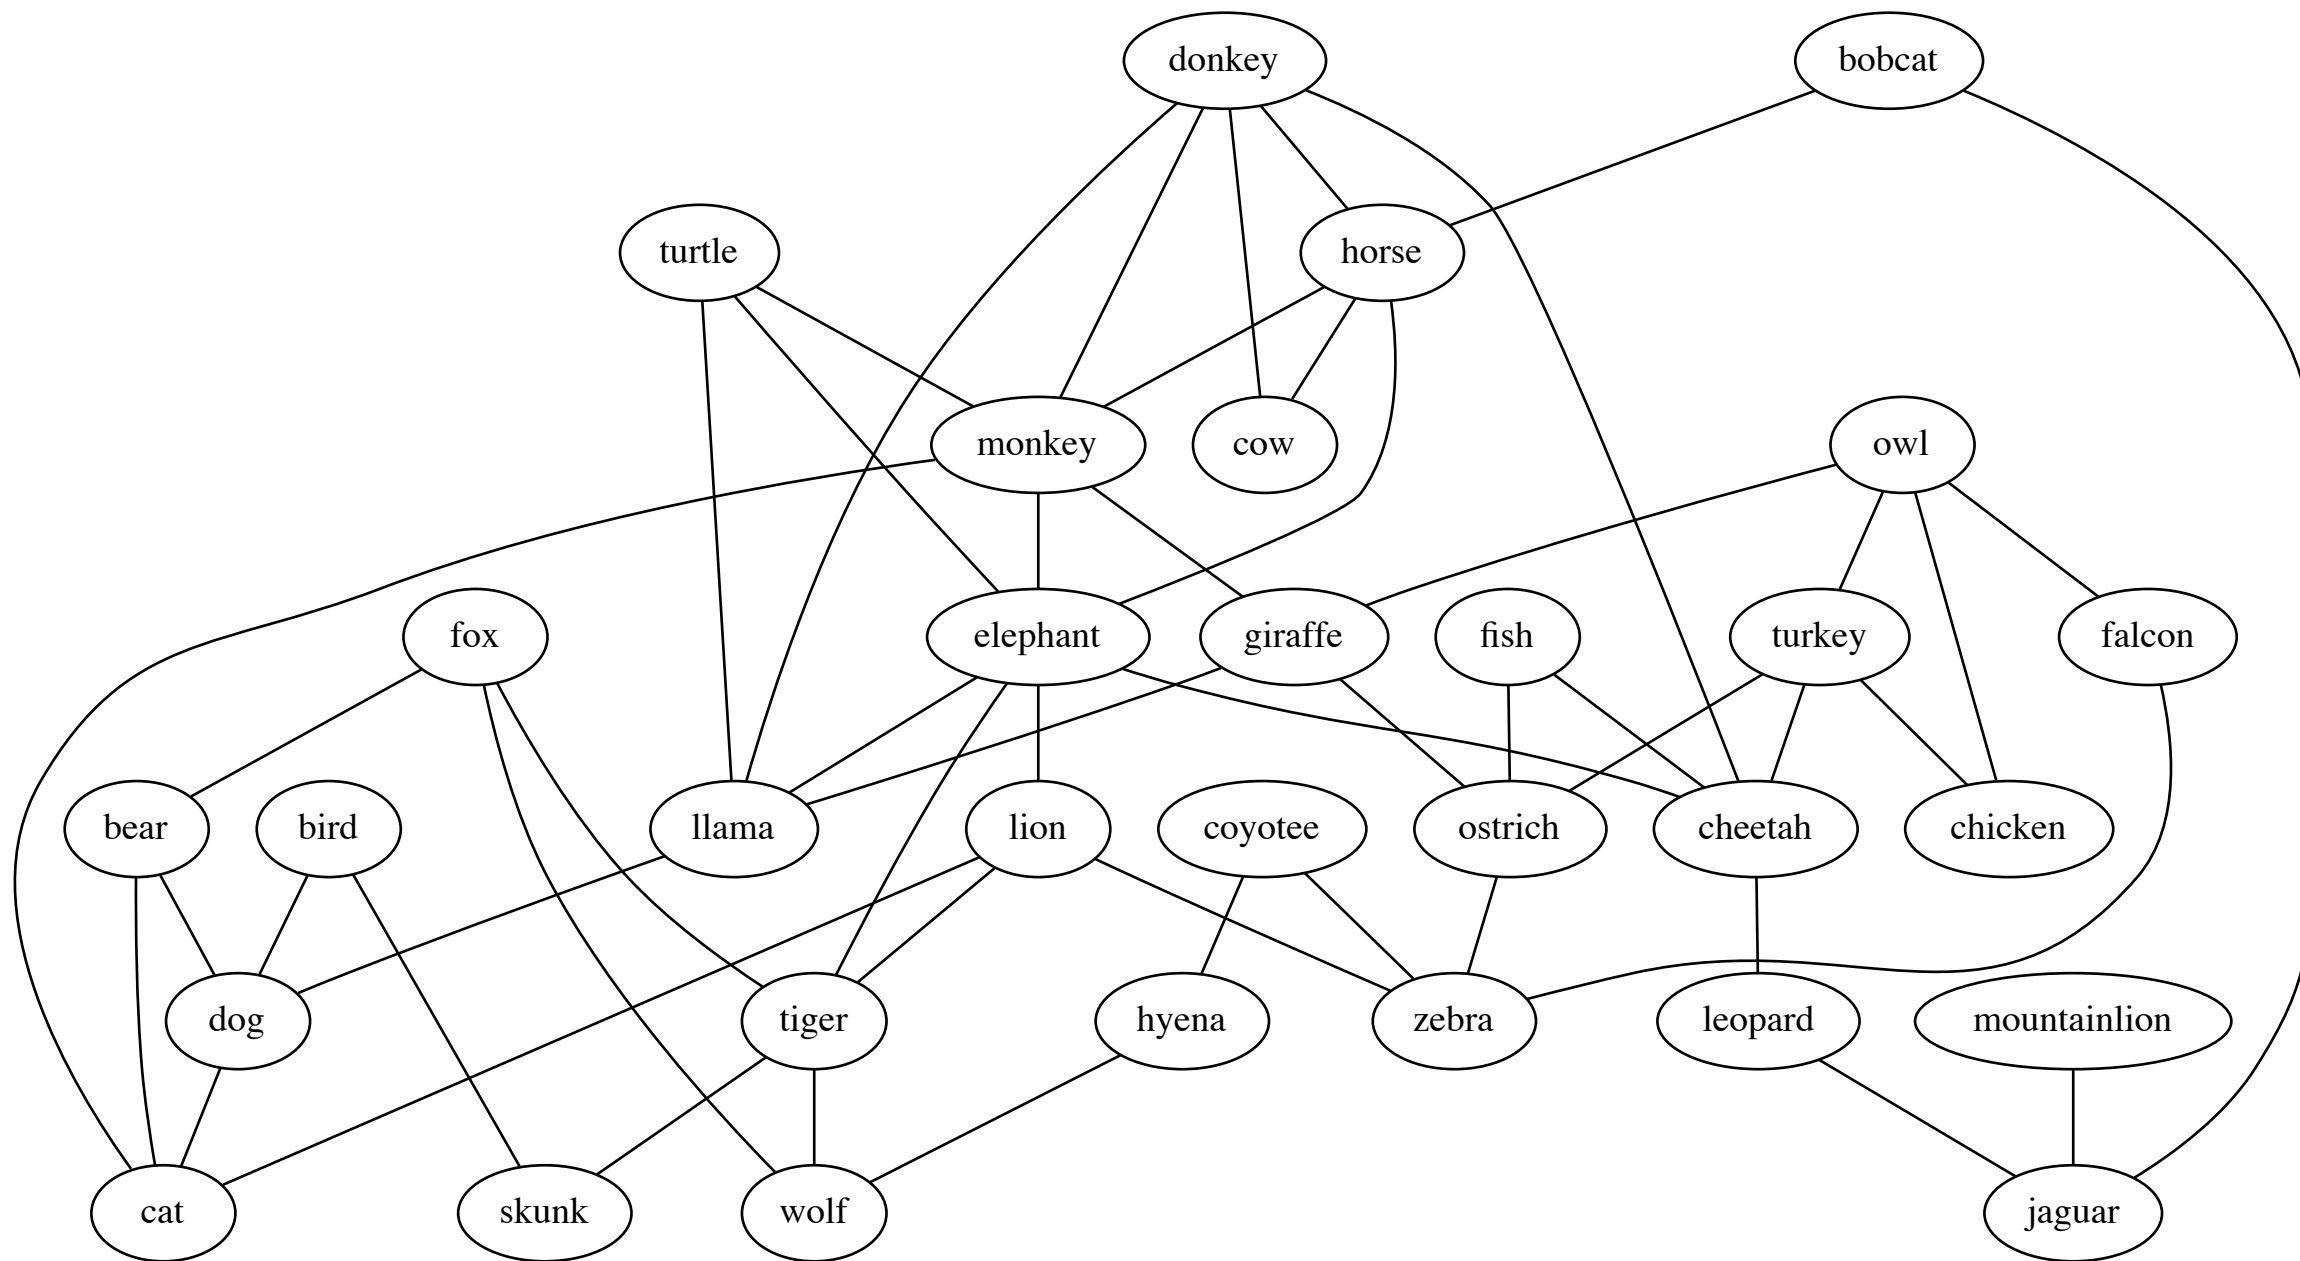 donkey
bobcat
turtle
horse
monkey
cow
owl
fox
elephant
giraffe
fish
turkey
falcon
bear
bird
llama
lion
coyotee
ostrich
cheetah
chicken
dog
tiger
hyena
zebra
leopard
mountainlion
cat
skunk
wolf
jaguar